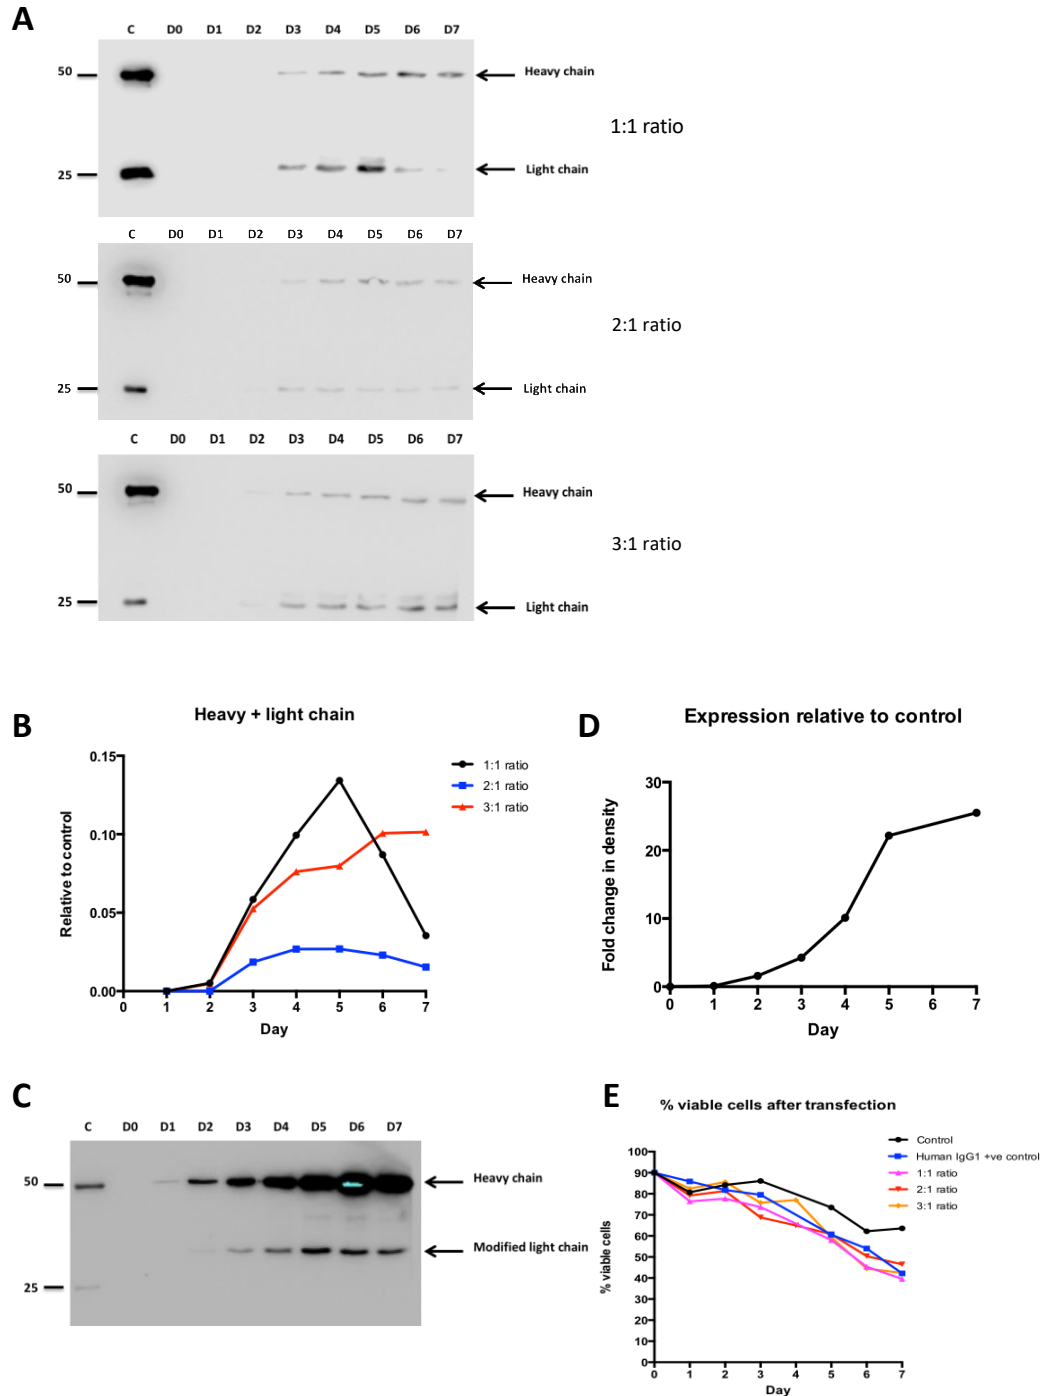 A
C D0 D1 D2 D3 D4 D5 D6 D7
50
Heavy chain
1:1 ratio
25
Light chain
C D0 D1 D2 D3 D4 D5 D6 D7
50
Heavy chain
2:1 ratio
25
Light chain
C D0 D1 D2 D3 D4 D5 D6 D7
50
Heavy chain
3:1 ratio
25
Light chain
B
Heavy + light chain
1:1 ratio
2:1 ratio
3:1 ratio
Relative to control
0.15
0.10
0.05
0.00
0 1 2 3 4 5 6 7
Day
D
Expression relative to control
Fold change in density
30
20
10
0
0 1 2 3 4 5 6 7
Day
C
C D0 D1 D2 D3 D4 D5 D6 D7
50
Heavy chain
Modified light chain
25
E
% viable cells after transfection
Control
Human IgG1 +ve control
1:1 ratio
2:1 ratio
3:1 ratio
% viable cells
100
90
80
70
60
50
40
30
20
10
0
0 1 2 3 4 5 6 7
Day